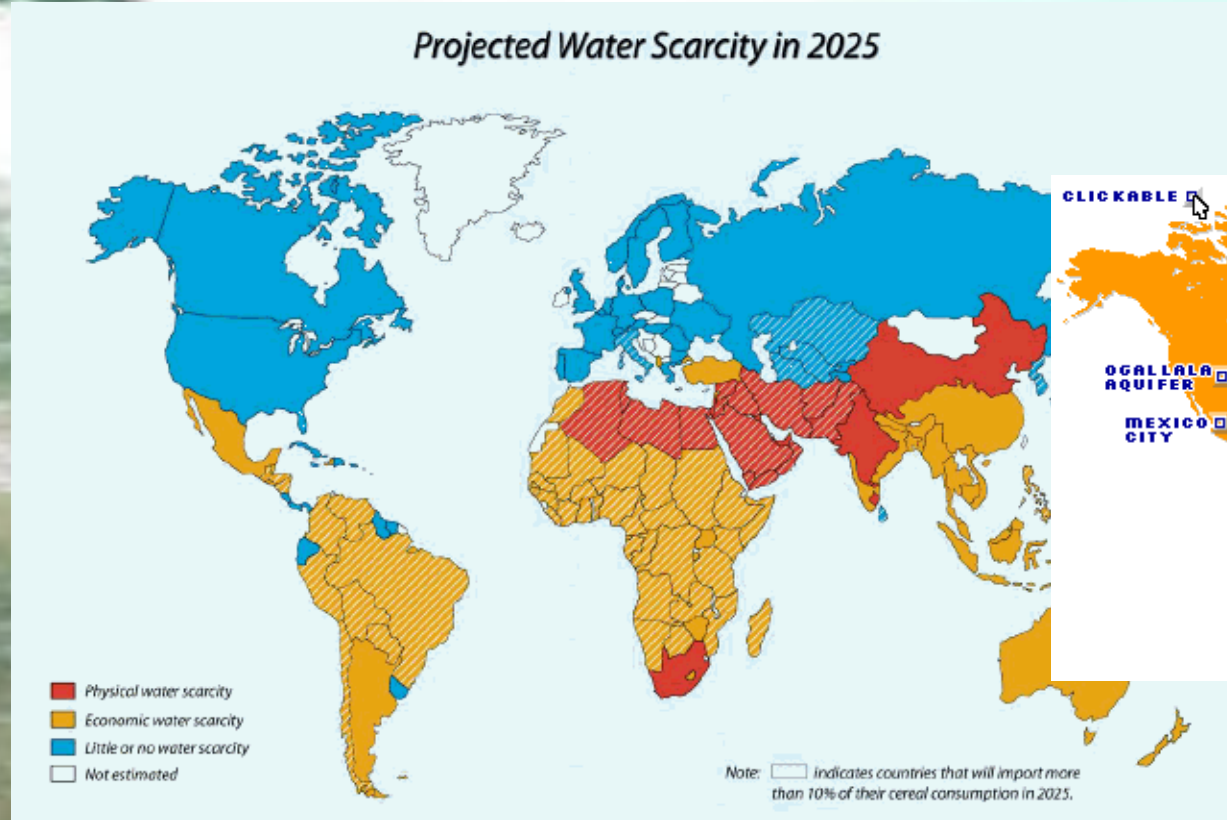 Projected Water Scarcity in 2025
CLICKABLE
OGALLALA
AQUIFER
MEXICO
CITY
Physical water scarcity
Economic water scarcity
Little or no water scarcity
Not estimated
Note: indicates countries that will import more
than 10% of their cereal consumption in 2025.